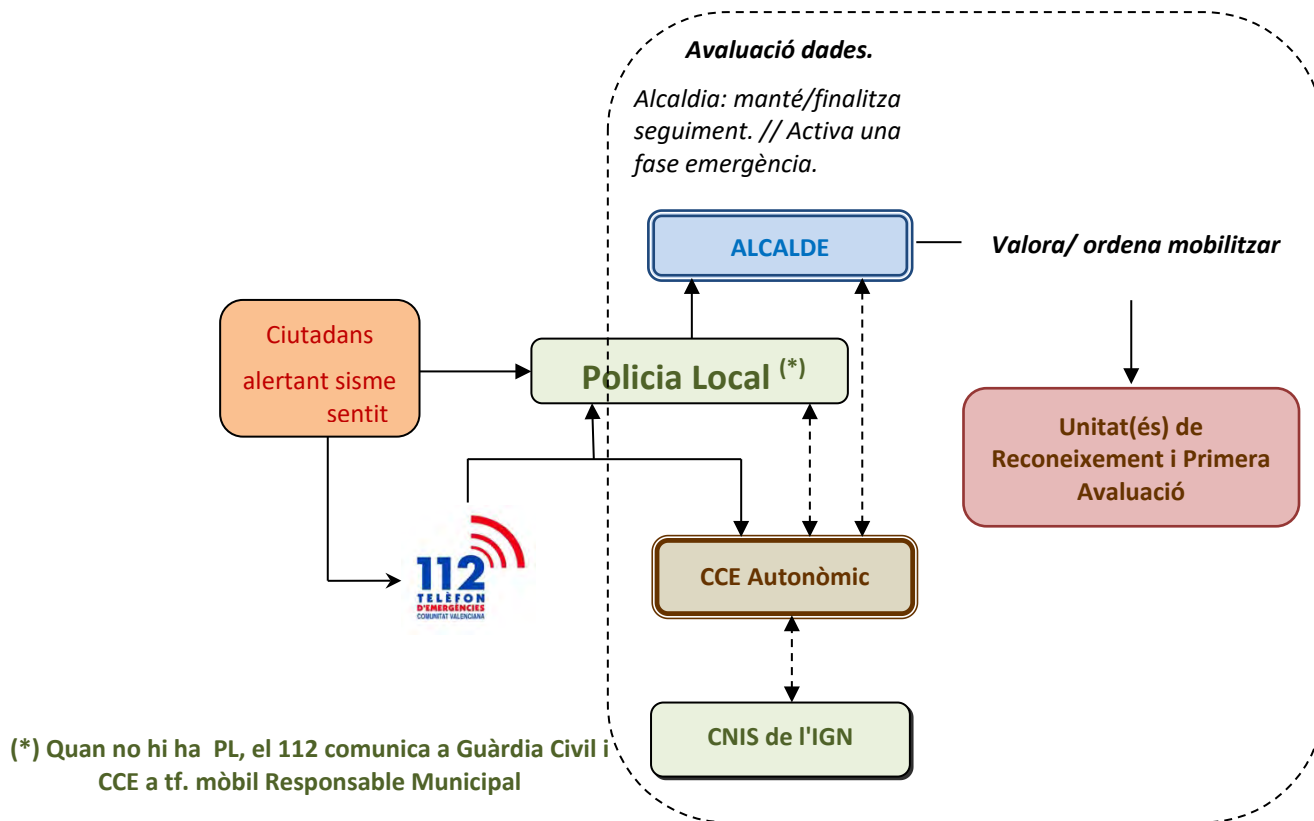 Avaluació dades.
Alcaldia: manté/finalitza
seguiment. // Activa una
fase emergència.
ALCALDE
Valora/ ordena mobilitzar
Ciutadans
alertant sisme
sentit
Policia Local (*)
Unitat(és) de
Reconeixement i Primera
Avaluació
112
TELÈFON
D'EMERGÈNCIES
COMUNITAT VALENCIANA
CCE Autonòmic
CNIS de l'IGN
(*) Quan no hi ha PL, el 112 comunica a Guàrdia Civil i
CCE a tf. mòbil Responsable Municipal